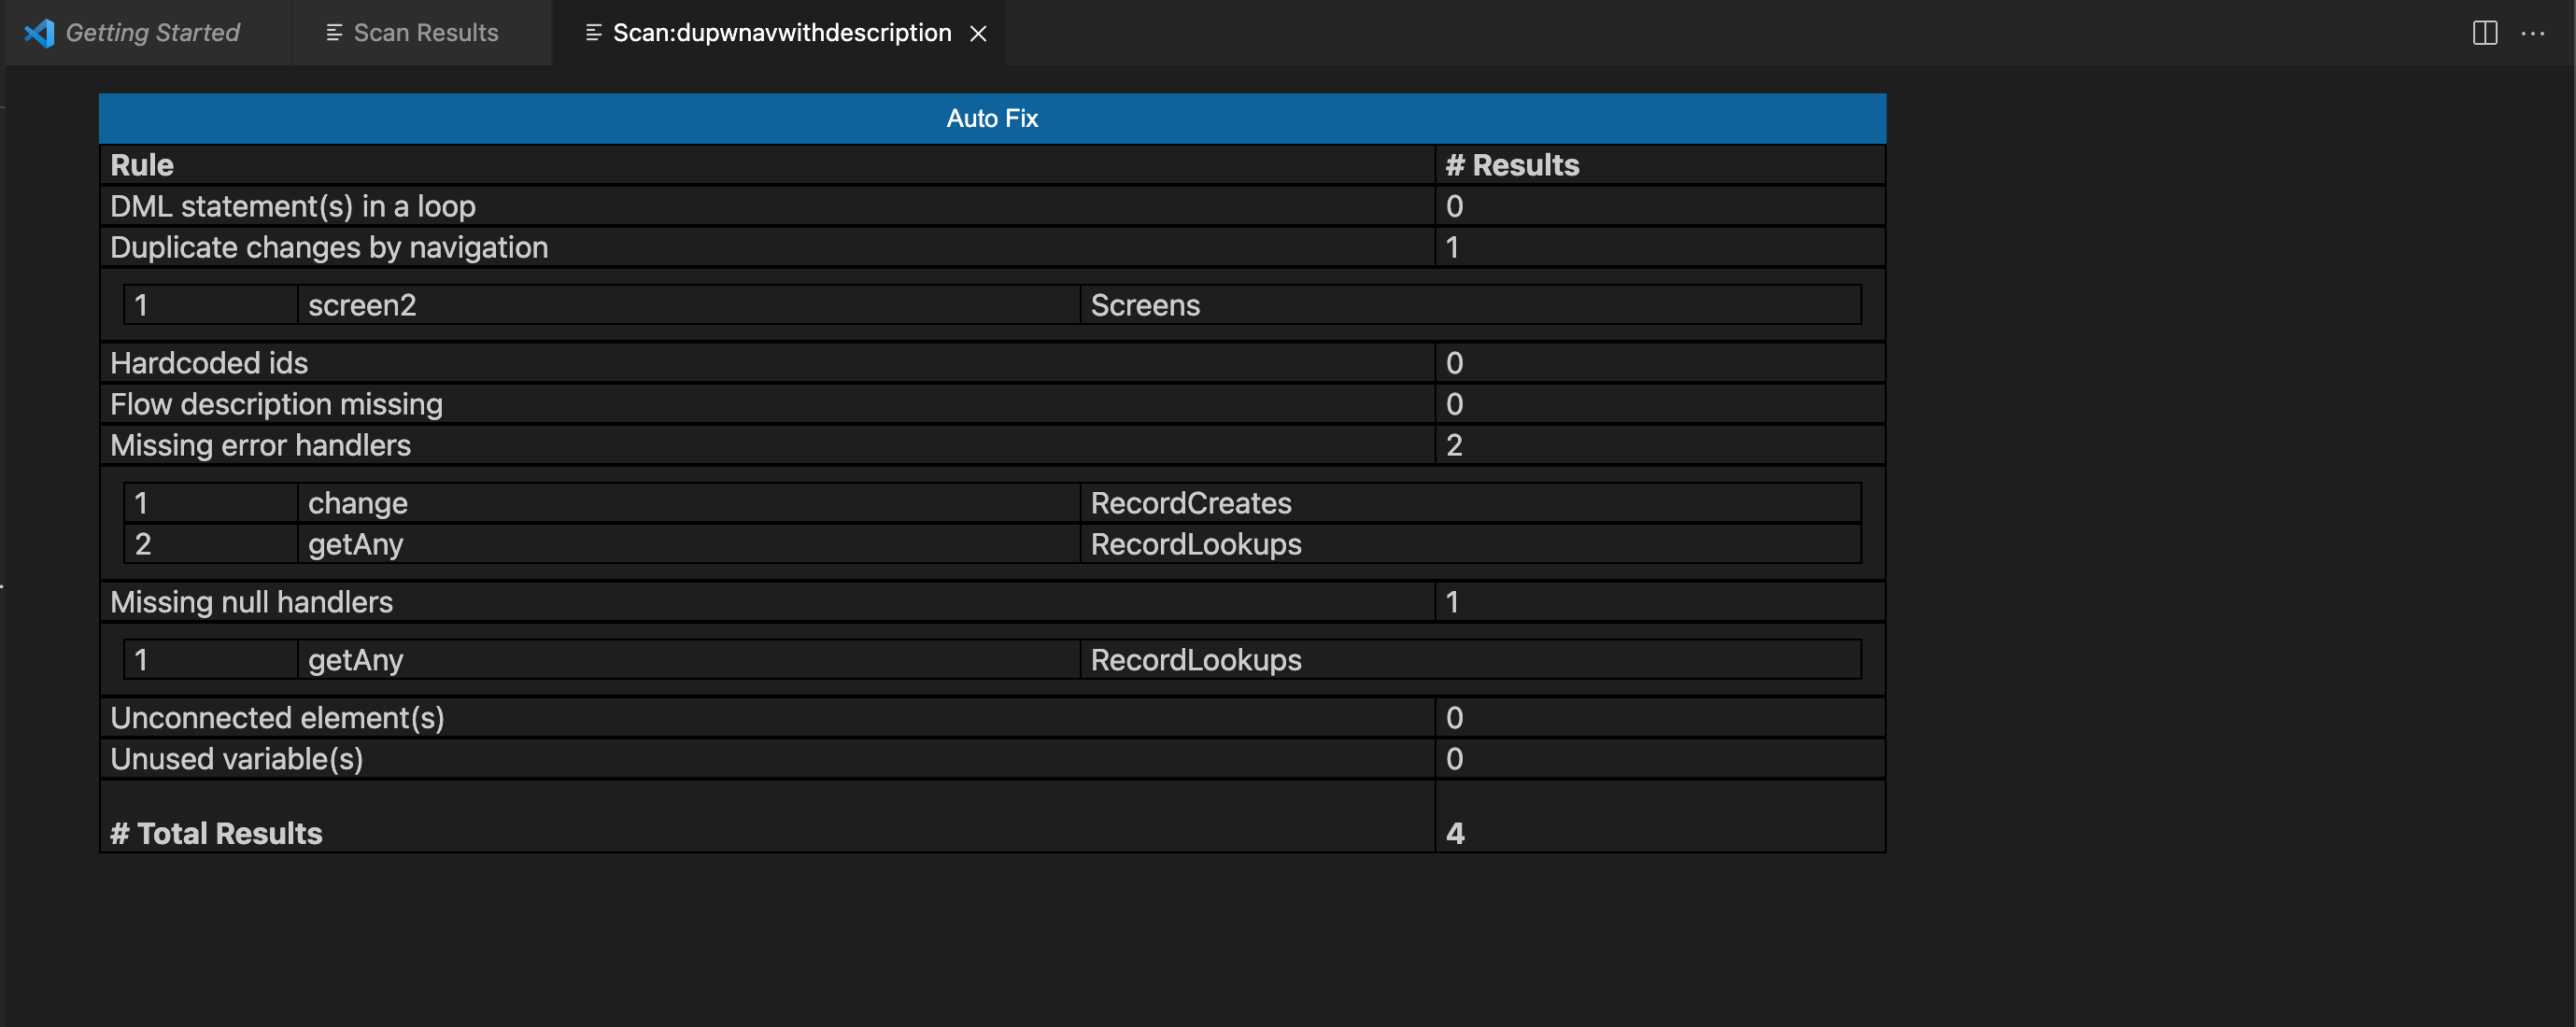 Getting Started
Scan Results
Scan:dupwnavwithdescription
Auto Fix
Rule # Results
DML statement(s) in a loop 0
Duplicate changes by navigation 1
1 screen2 Screens
Hardcoded ids 0
Flow description missing 0
Missing error handlers 2
1 change RecordCreates
2 getAny RecordLookups
Missing null handlers 1
1 getAny RecordLookups
Unconnected element(s) 0
Unused variable(s) 0
# Total Results 4